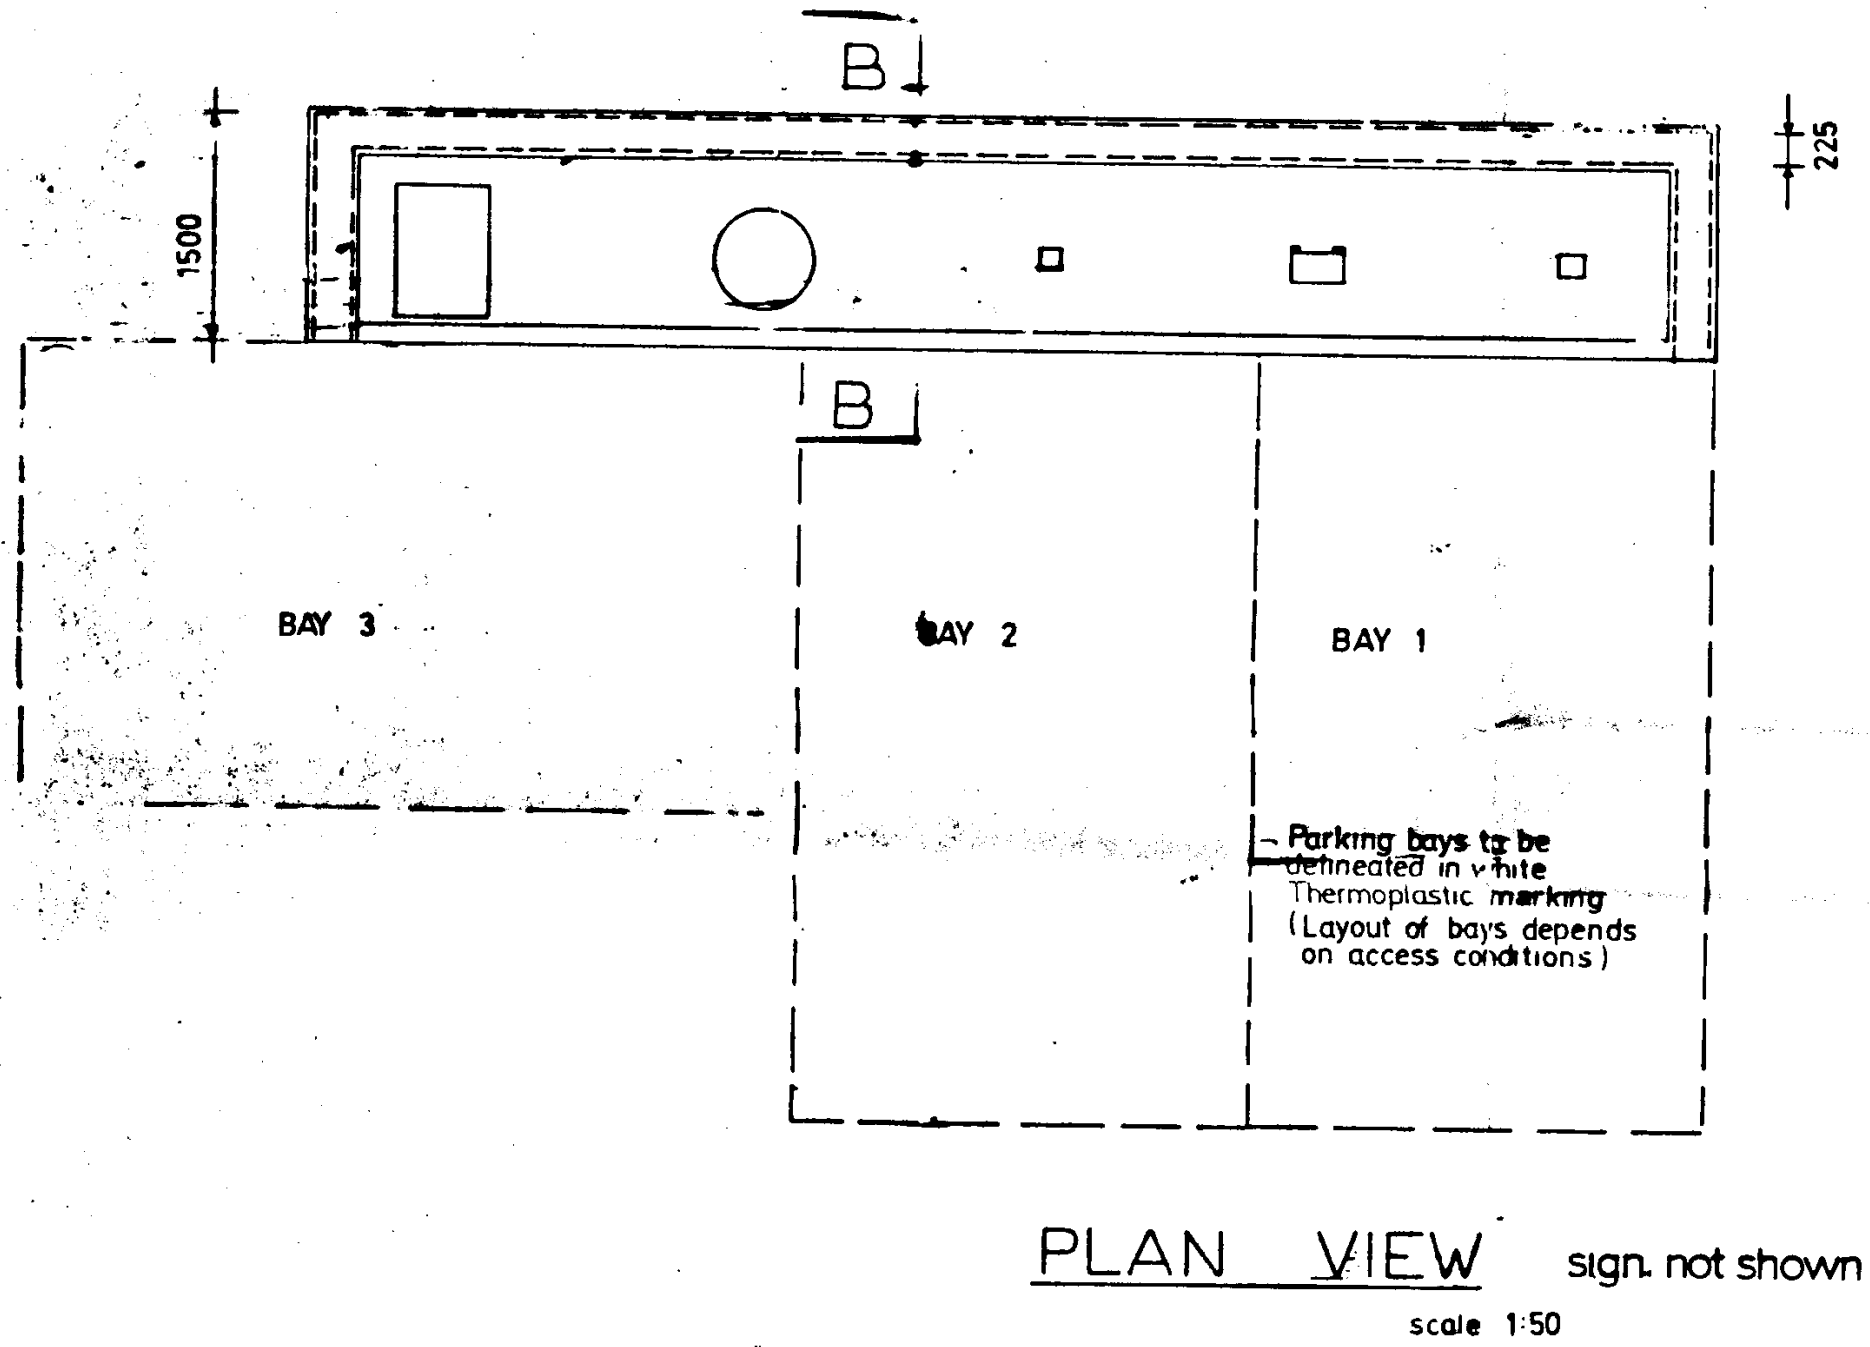 B
225
1500
B
BAY 3
BAY 2
BAY 1
Parking bays to be
delineated in white
Thermoplastic marking
(Layout of bays depends
on access conditions)
PLAN VIEW sign. not shown
scale 1:50